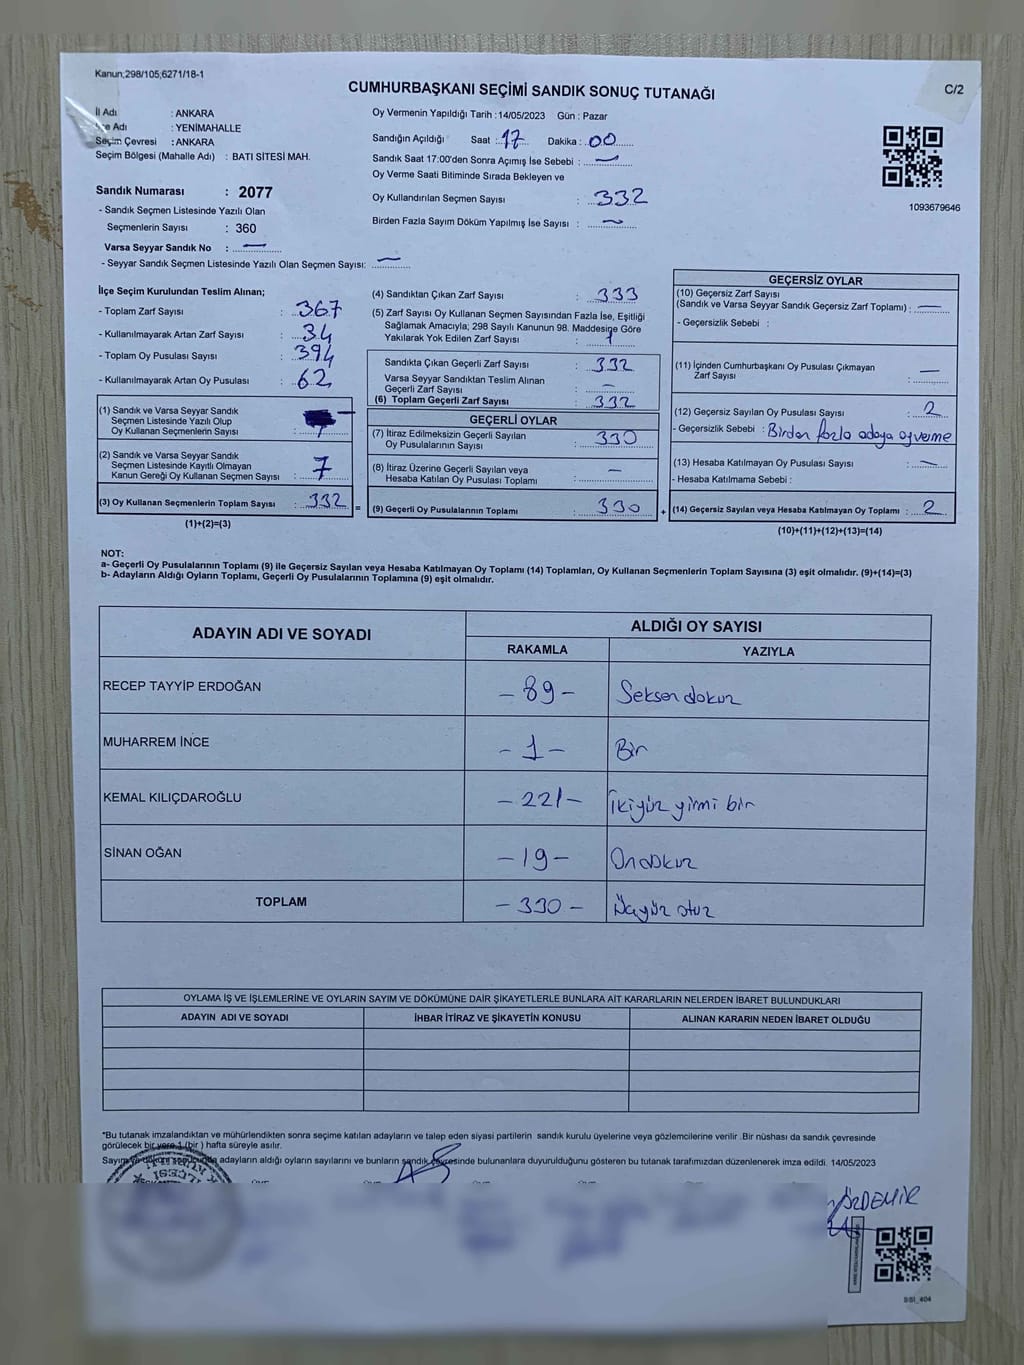 Kanun;298/105,6271/18-1
CUMHURBAŞKANI SEÇİMİ SANDIK SONUÇ TUTANAĞI
C/2
İl Adı : ANKARA
İlçe Adı : YENİMAHALLE
Seçim Çevresi : ANKARA
Seçim Bölgesi (Mahalle Adı) : BATI SİTESİ MAH.
Sandık Numarası : 2077
- Sandık Seçmen Listesinde Yazılı Olan
Seçmenlerin Sayısı : 360
Varsa Seyyar Sandık No : —
- Seyyar Sandık Seçmen Listesinde Yazılı Olan Seçmen Sayısı: —
Oy Vermenin Yapıldığı Tarih : 14/05/2023 Gün : Pazar
Sandığın Açıldığı Saat : 17 Dakika : 00
Sandık Saat 17:00'den Sonra Açımış İse Sebebi : —
Oy Verme Saati Bitiminde Sırada Bekleyen ve
Oy Kullandırılan Seçmen Sayısı : 332
Birden Fazla Sayım Döküm Yapılmış İse Sayısı : —
1093679646
İlçe Seçim Kurulundan Teslim Alınan;
- Toplam Zarf Sayısı : 367
- Kullanılmayarak Artan Zarf Sayısı : 34
- Toplam Oy Pusulası Sayısı : 394
- Kullanılmayarak Artan Oy Pusulası : 62
(1) Sandık ve Varsa Seyyar Sandık
Seçmen Listesinde Yazılı Olup
Oy Kullanan Seçmenlerin Sayısı :
(2) Sandık ve Varsa Seyyar Sandık
Seçmen Listesinde Kayıtlı Olmayan
Kanun Gereği Oy Kullanan Seçmen Sayısı : 7
(3) Oy Kullanan Seçmenlerin Toplam Sayısı : 332 =
(1)+(2)=(3)
(4) Sandıktan Çıkan Zarf Sayısı : 333
(5) Zarf Sayısı Oy Kullanan Seçmen Sayısından Fazla İse, Eşitliği
Sağlamak Amacıyla; 298 Sayılı Kanunun 98. Maddesine Göre
Yakılarak Yok Edilen Zarf Sayısı : 1
Sandıkta Çıkan Geçerli Zarf Sayısı : 332
Varsa Seyyar Sandıktan Teslim Alınan
Geçerli Zarf Sayısı : —
(6) Toplam Geçerli Zarf Sayısı : 332
GEÇERLİ OYLAR
(7) İtiraz Edilmeksizin Geçerli Sayılan
Oy Pusulalarının Sayısı : 330
(8) İtiraz Üzerine Geçerli Sayılan veya
Hesaba Katılan Oy Pusulası Toplamı : —
(9) Geçerli Oy Pusulalarının Toplamı : 330 +
GEÇERSİZ OYLAR
(10) Geçersiz Zarf Sayısı
(Sandık ve Varsa Seyyar Sandık Geçersiz Zarf Toplamı) : —
- Geçersizlik Sebebi :
(11) İçinden Cumhurbaşkanı Oy Pusulası Çıkmayan
Zarf Sayısı : —
(12) Geçersiz Sayılan Oy Pusulası Sayısı : 2
- Geçersizlik Sebebi : Birden fazla adaya oy verme
(13) Hesaba Katılmayan Oy Pusulası Sayısı : —
- Hesaba Katılmama Sebebi :
(14) Geçersiz Sayılan veya Hesaba Katılmayan Oy Toplamı : 2
(10)+(11)+(12)+(13)=(14)
NOT:
a- Geçerli Oy Pusulalarının Toplamı (9) ile Geçersiz Sayılan veya Hesaba Katılmayan Oy Toplamı (14) Toplamları, Oy Kullanan Seçmenlerin Toplam Sayısına (3) eşit olmalıdır. (9)+(14)=(3)
b- Adayların Aldığı Oyların Toplamı, Geçerli Oy Pusulalarının Toplamına (9) eşit olmalıdır.
ADAYIN ADI VE SOYADI ALDIĞI OY SAYISI
RAKAMLA YAZIYLA
RECEP TAYYİP ERDOĞAN - 89 - Seksen dokuz
MUHARREM İNCE - 1 - Bir
KEMAL KILIÇDAROĞLU - 221 - İkiyüz yirmi bir
SİNAN OĞAN - 19 - Ondokuz
TOPLAM - 330 - Üçyüz otuz
OYLAMA İŞ VE İŞLEMLERİNE VE OYLARIN SAYIM VE DÖKÜMÜNE DAİR ŞİKAYETLERLE BUNLARA AİT KARARLARIN NELERDEN İBARET BULUNDUKLARI
ADAYIN ADI VE SOYADI İHBAR İTİRAZ VE ŞİKAYETİN KONUSU ALINAN KARARIN NEDEN İBARET OLDUĞU
*Bu tutanak imzalandıktan ve mühürlendikten sonra seçime katılan adayların ve talep eden siyasi partilerin sandık kurulu üyelerine veya gözlemcilerine verilir .Bir nüshası da sandık çevresinde
görülecek bir yere 1 (bir ) hafta süreyle asılır.
Sayım ve döküm sonucunda adayların aldığı oyların sayılarını ve bunların sandık çevresinde bulunanlara duyurulduğunu gösteren bu tutanak tarafımızdan düzenlenerek imza edildi. 14/05/2023
ÖZDEMİR
SSI_404